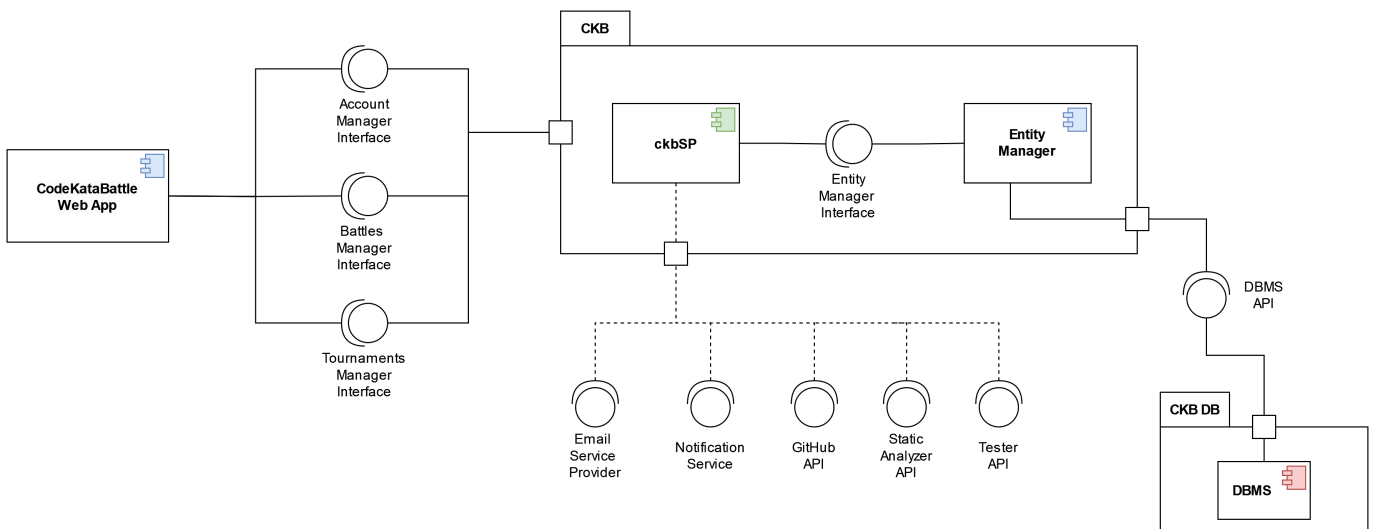 CKB
Account
Manager
Interface
CodeKataBattle
Web App
Battles
Manager
Interface
Tournaments
Manager
Interface
ckbSP
Entity
Manager
Interface
Entity
Manager
DBMS
API
Email
Service
Provider
Notification
Service
GitHub
API
Static
Analyzer
API
Tester
API
CKB DB
DBMS